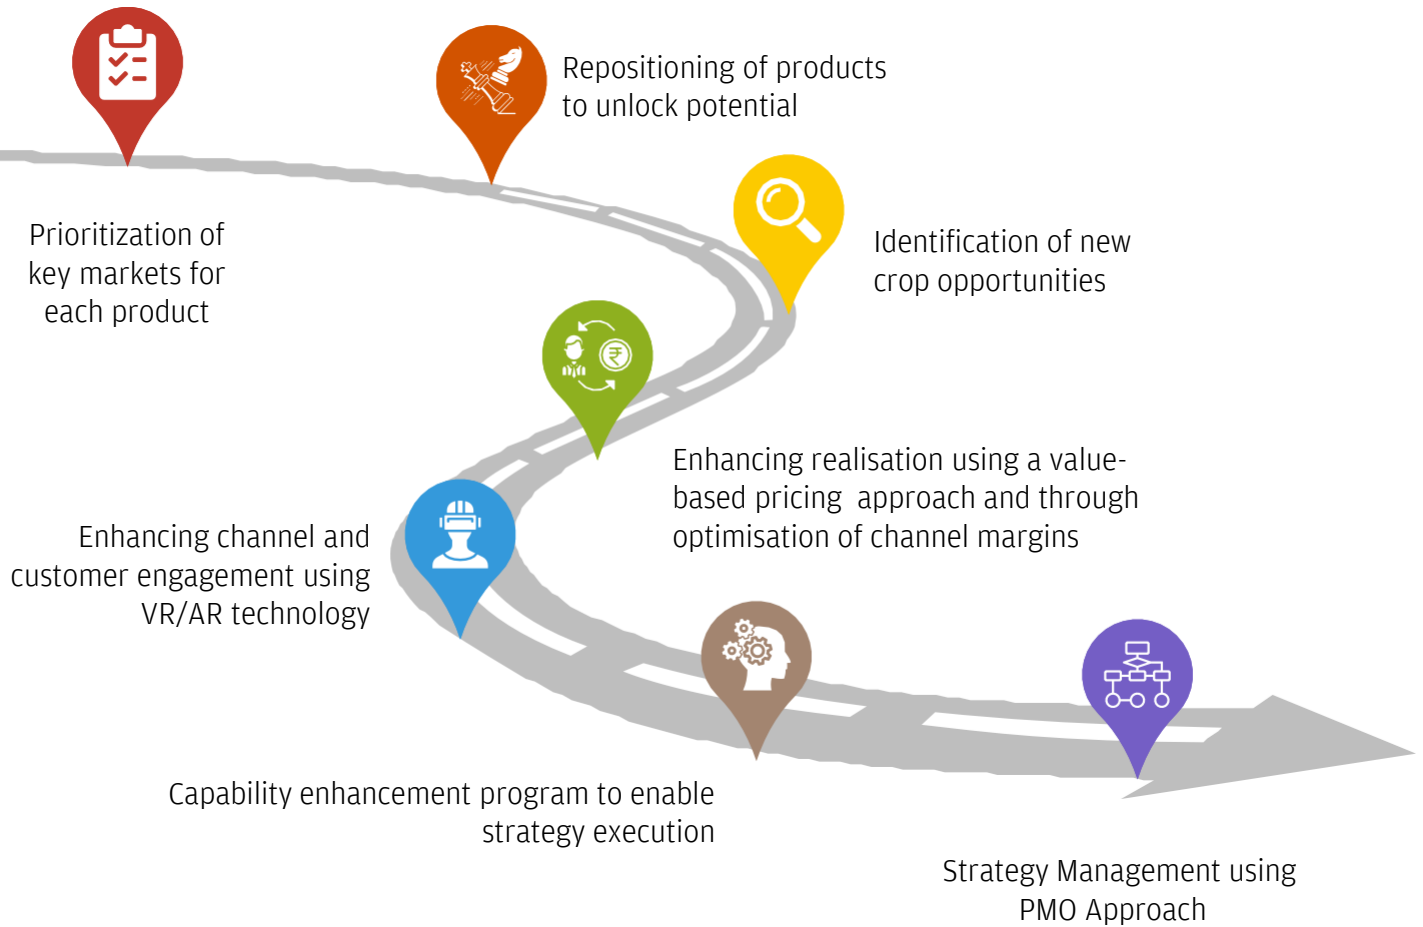 Prioritization of
key markets for
each product
Repositioning of products
to unlock potential
Identification of new
crop opportunities
₹
Enhancing realisation using a value-
based pricing approach and through
optimisation of channel margins
Enhancing channel and
customer engagement using
VR/AR technology
Capability enhancement program to enable
strategy execution
Strategy Management using
PMO Approach